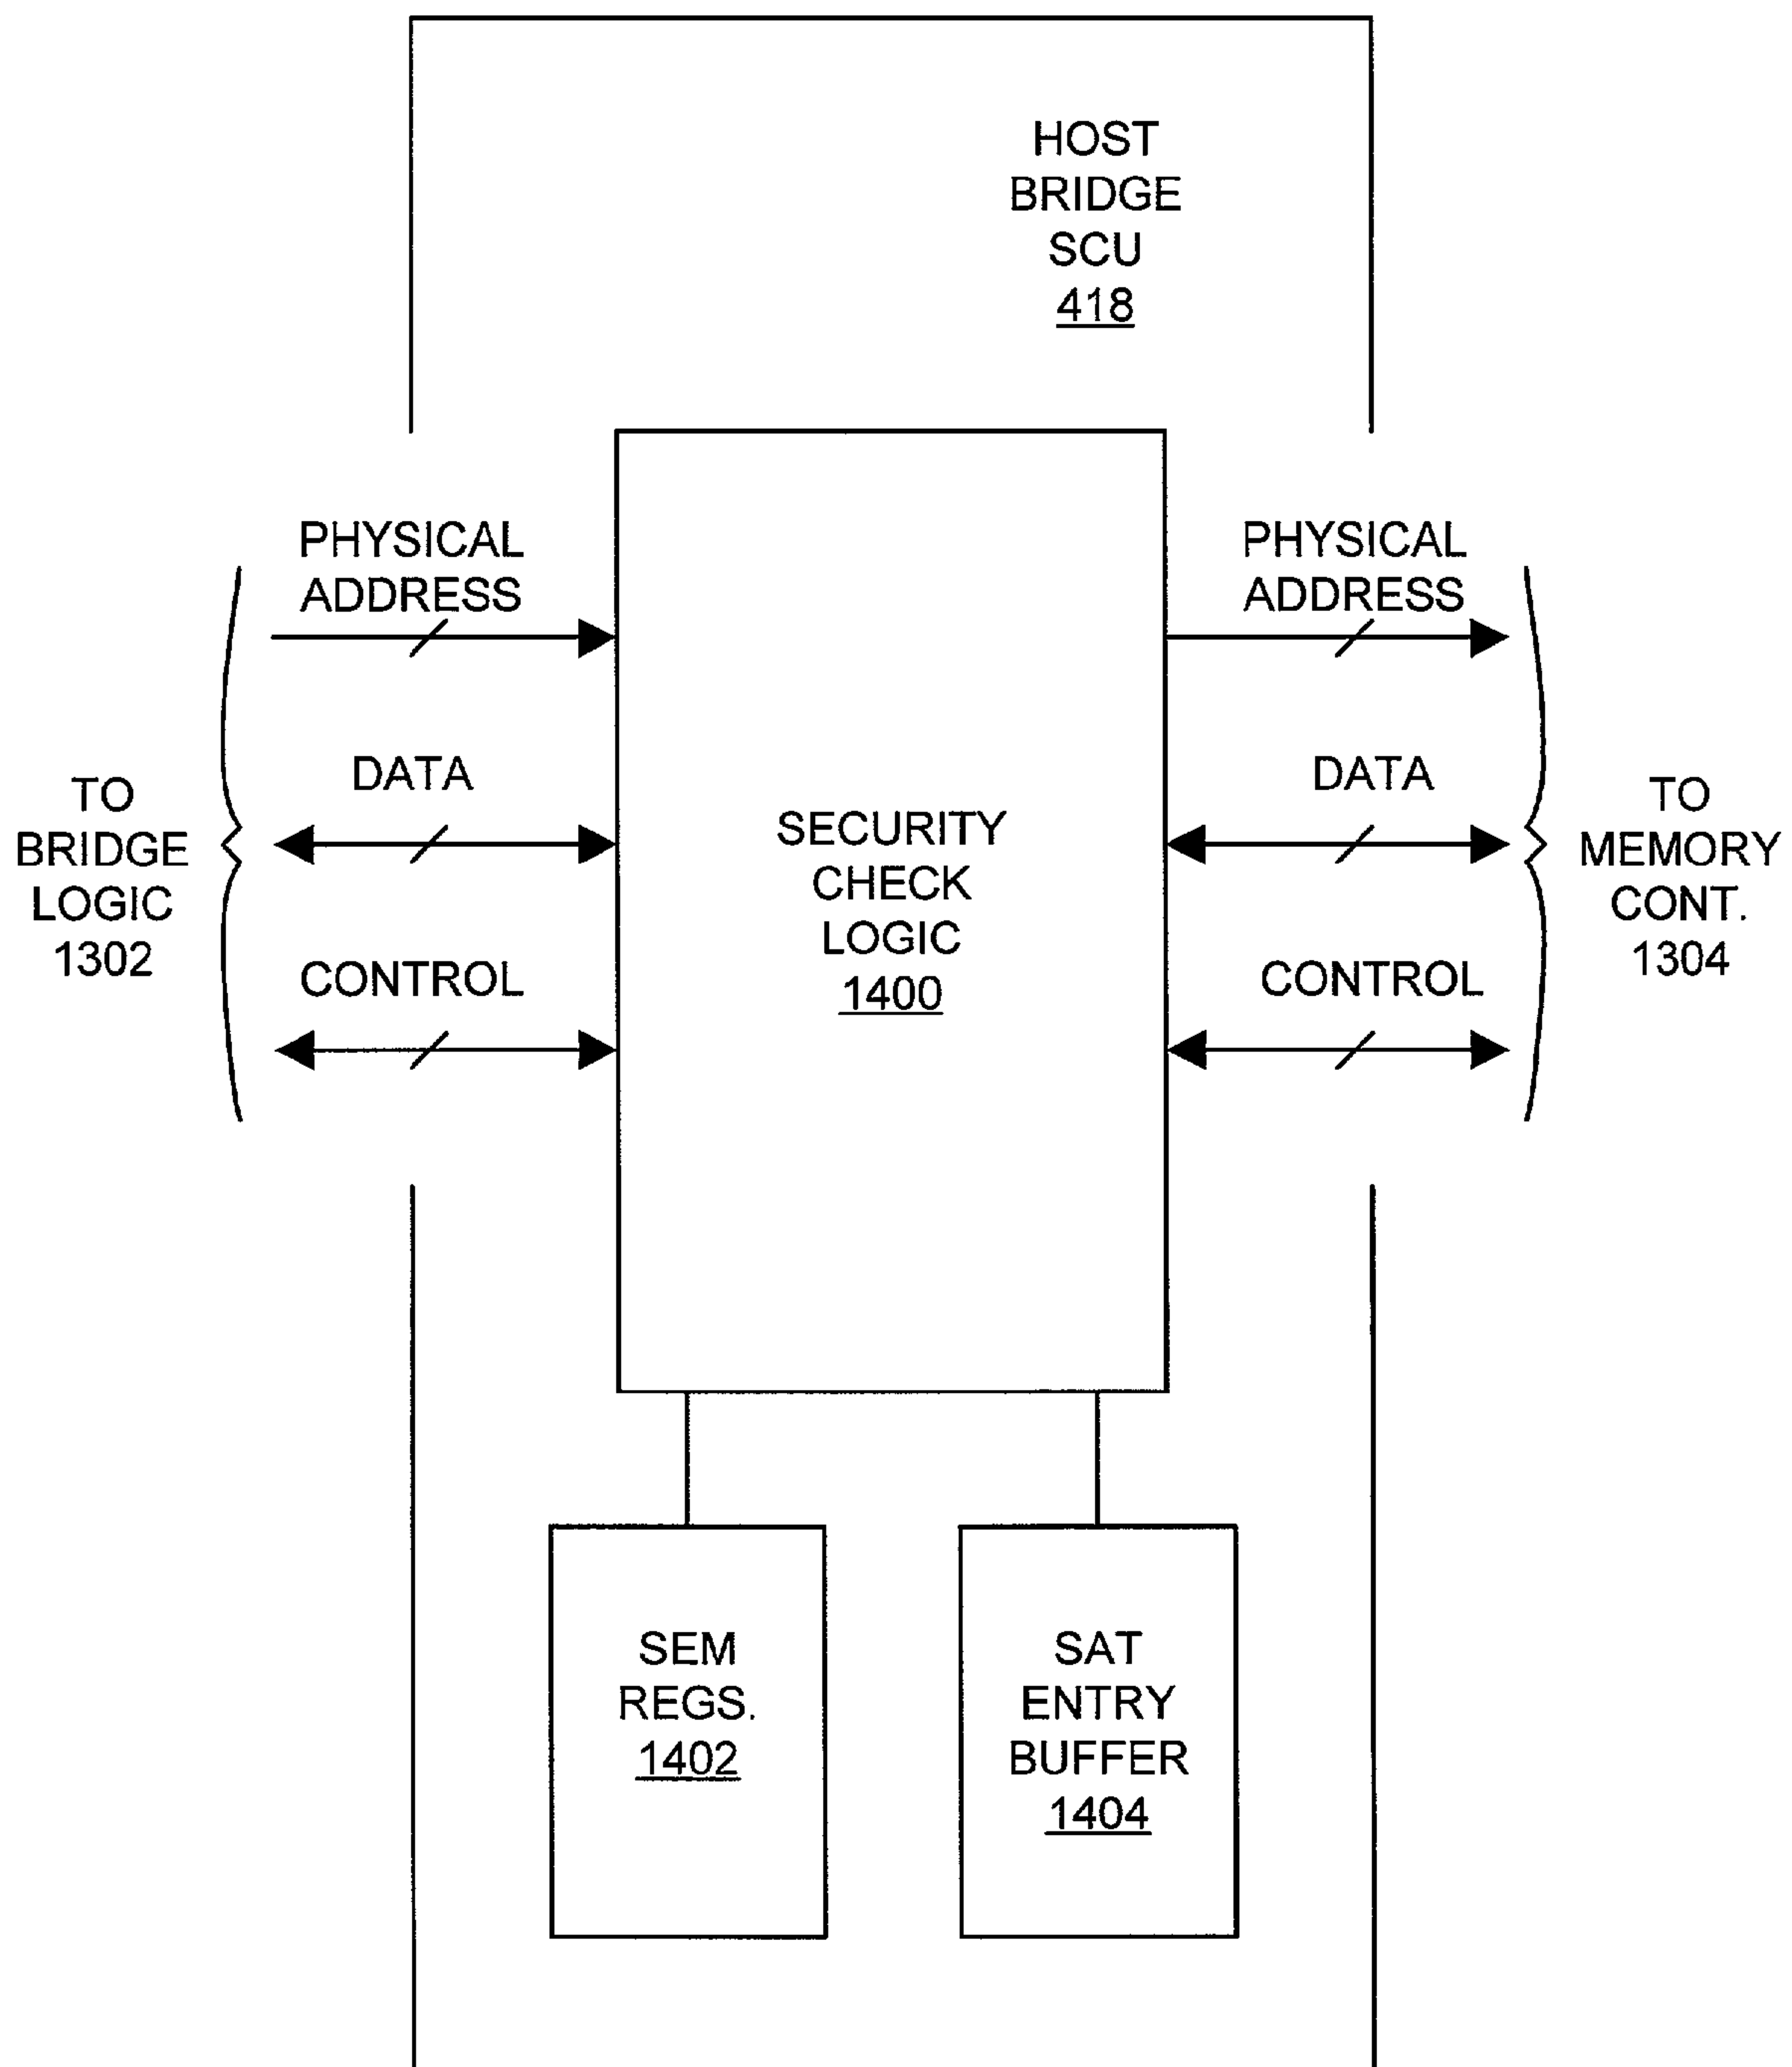 HOST
BRIDGE
SCU
418
PHYSICAL
ADDRESS
PHYSICAL
ADDRESS
DATA
DATA
CONTROL
CONTROL
TO
BRIDGE
LOGIC
1302
SECURITY
CHECK
LOGIC
1400
TO
MEMORY
CONT.
1304
SEM
REGS.
1402
SAT
ENTRY
BUFFER
1404